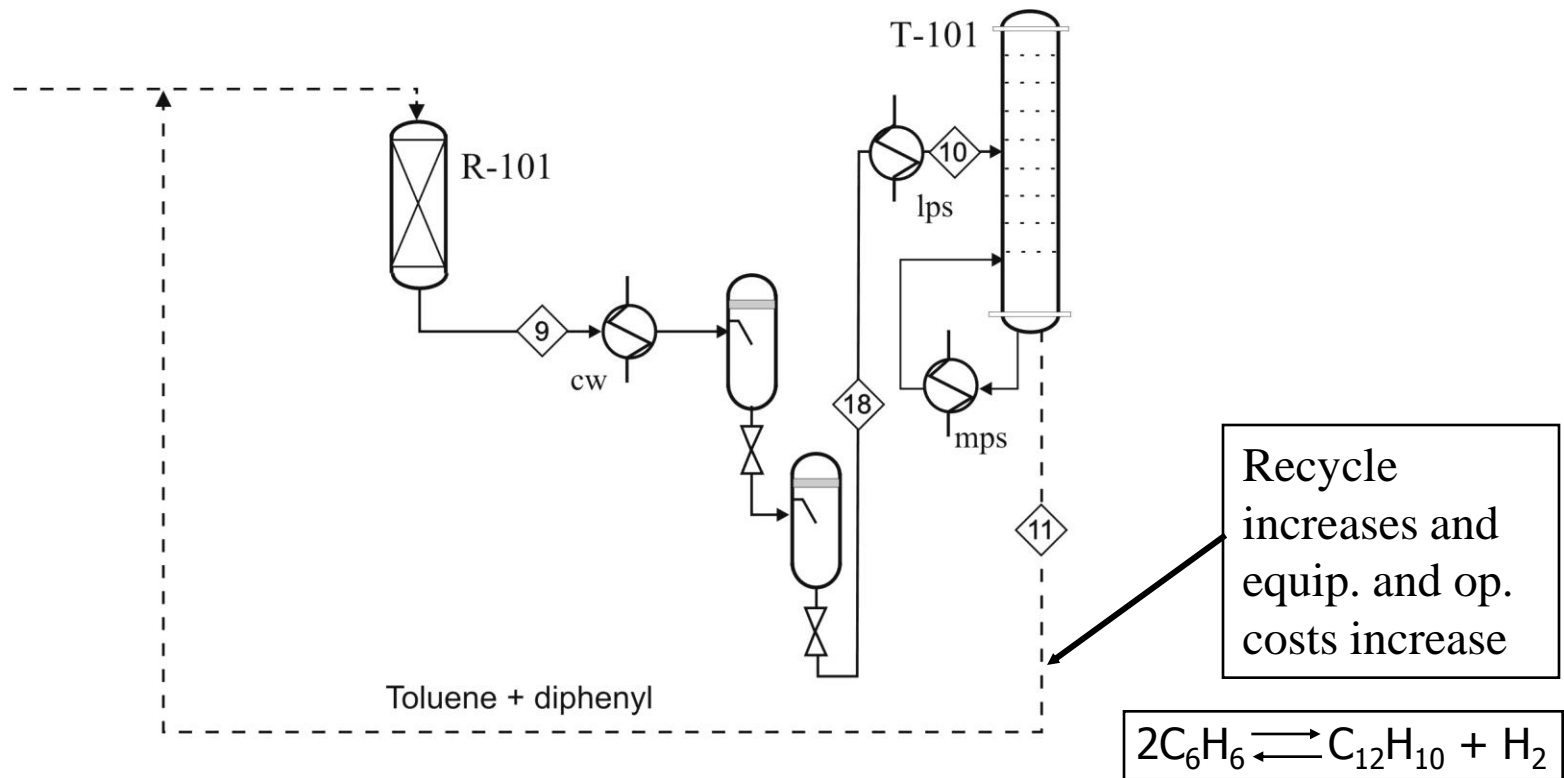 T-101
R-101
10
lps
9
cw
18
mps
11
Recycle
increases and
equip. and op.
costs increase
Toluene + diphenyl
2C₆H₆ ⇌ C₁₂H₁₀ + H₂